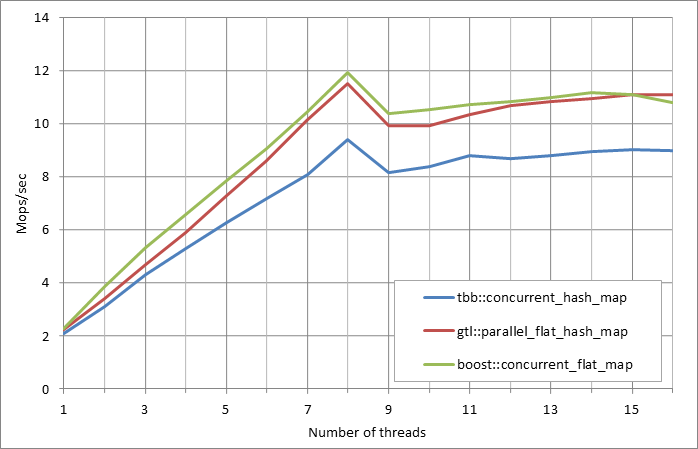 14
12
10
8
6
4
2
0
Mops/sec
tbb::concurrent_hash_map
gtl::parallel_flat_hash_map
boost::concurrent_flat_map
1 3 5 7 9 11 13 15
Number of threads